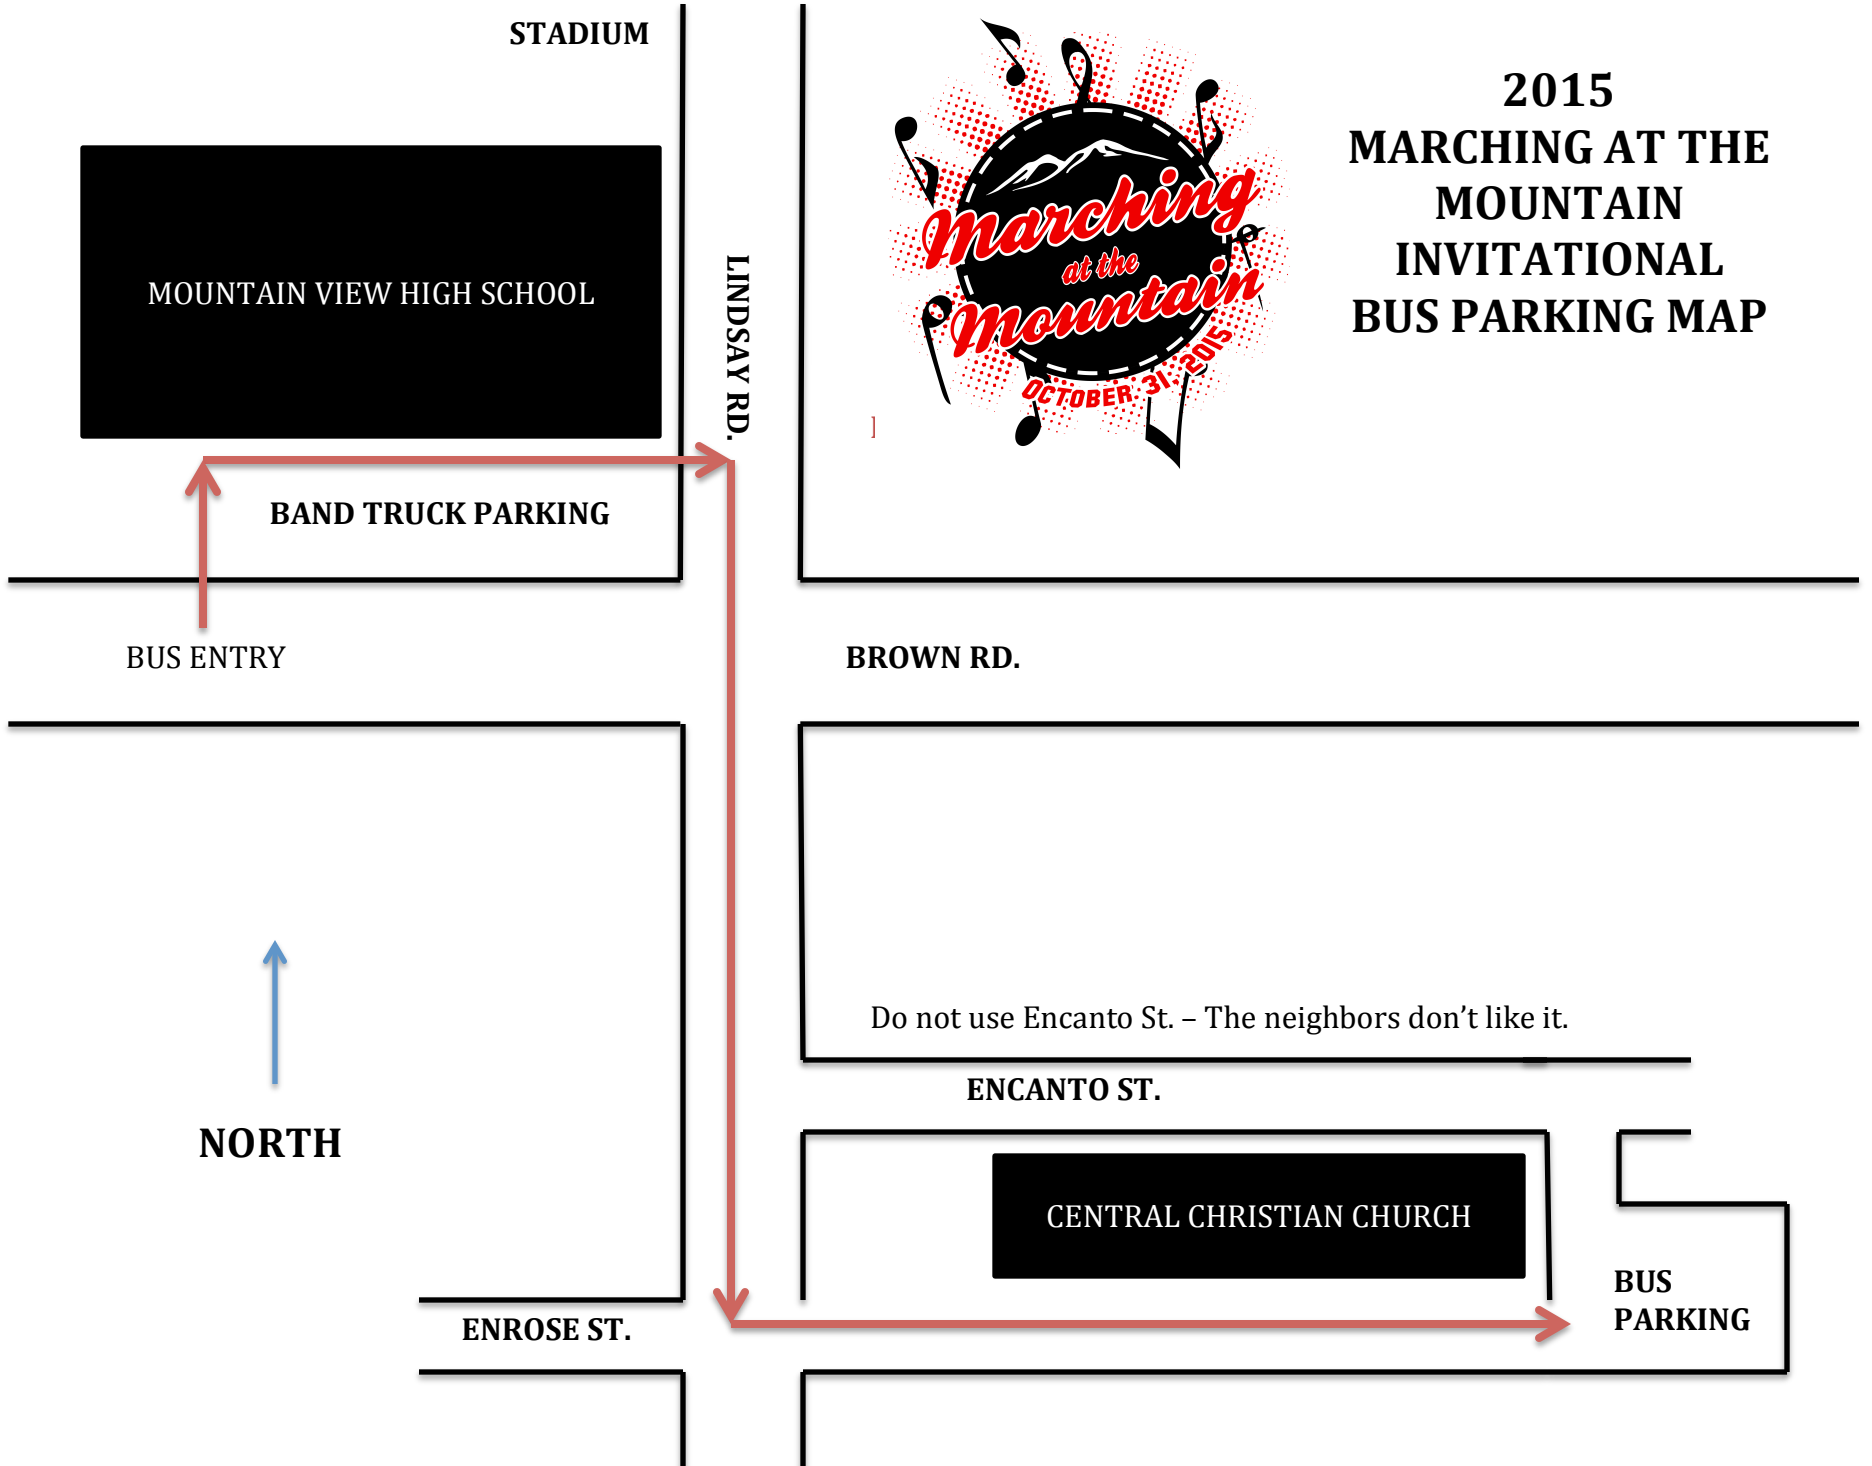 STADIUM
2015
MARCHING AT THE
MOUNTAIN
INVITATIONAL
BUS PARKING MAP
Marching
at the
Mountain
OCTOBER 31, 2015
MOUNTAIN VIEW HIGH SCHOOL
LINDSAY RD.
]
BAND TRUCK PARKING
BUS ENTRY
BROWN RD.
Do not use Encanto St. – The neighbors don’t like it.
ENCANTO ST.
NORTH
CENTRAL CHRISTIAN CHURCH
BUS
PARKING
ENROSE ST.